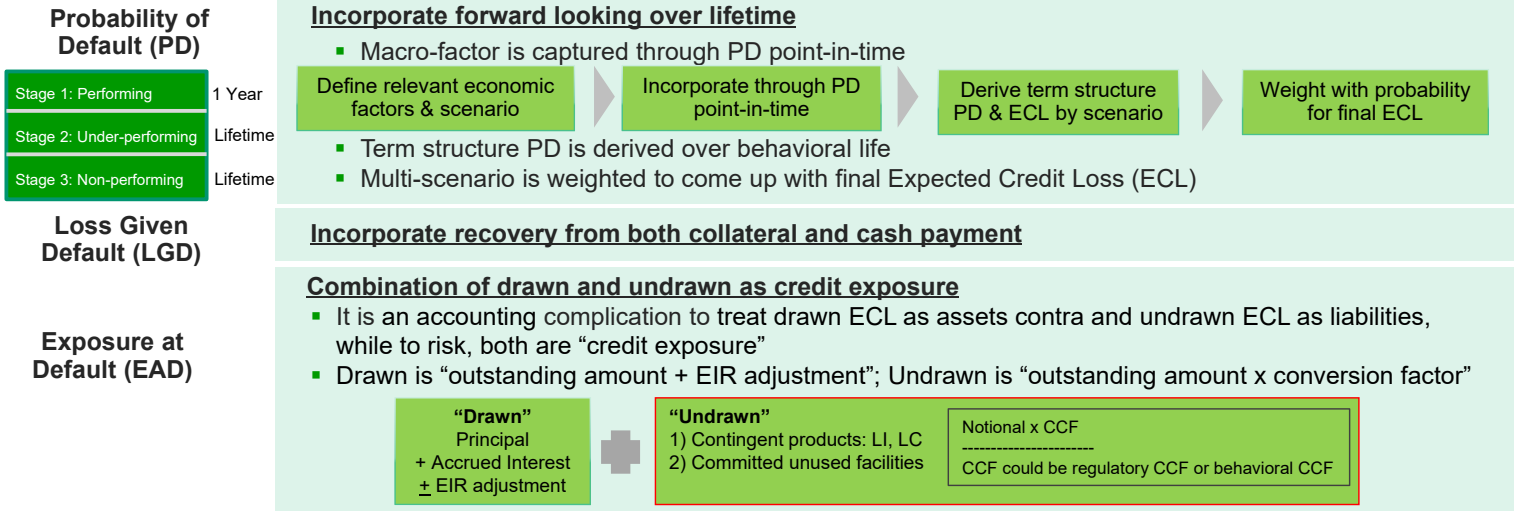 Probability of
Default (PD)
Stage 1: Performing
1 Year
Stage 2: Under-performing
Lifetime
Stage 3: Non-performing
Lifetime
Incorporate forward looking over lifetime
▪ Macro-factor is captured through PD point-in-time
Define relevant economic
factors & scenario
Incorporate through PD
point-in-time
Derive term structure
PD & ECL by scenario
Weight with probability
for final ECL
▪ Term structure PD is derived over behavioral life
▪ Multi-scenario is weighted to come up with final Expected Credit Loss (ECL)
Loss Given
Default (LGD)
Incorporate recovery from both collateral and cash payment
Exposure at
Default (EAD)
Combination of drawn and undrawn as credit exposure
▪ It is an accounting complication to treat drawn ECL as assets contra and undrawn ECL as liabilities,
while to risk, both are “credit exposure”
▪ Drawn is “outstanding amount + EIR adjustment”; Undrawn is “outstanding amount x conversion factor”
“Drawn”
Principal
+ Accrued Interest
+ EIR adjustment
“Undrawn”
1) Contingent products: LI, LC
2) Committed unused facilities
Notional x CCF
-----------------------
CCF could be regulatory CCF or behavioral CCF